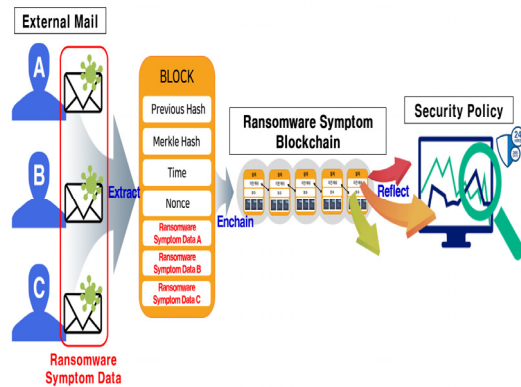 External Mail
A
B
C
Ransomware
Symptom Data
Extract
BLOCK
Previous Hash
Merkle Hash
Time
Nonce
Ransomware
Symptom Data A
Ransomware
Symptom Data B
Ransomware
Symptom Data C
Enchain
Ransomware Symptom
Blockchain
Reflect
Security Policy
24